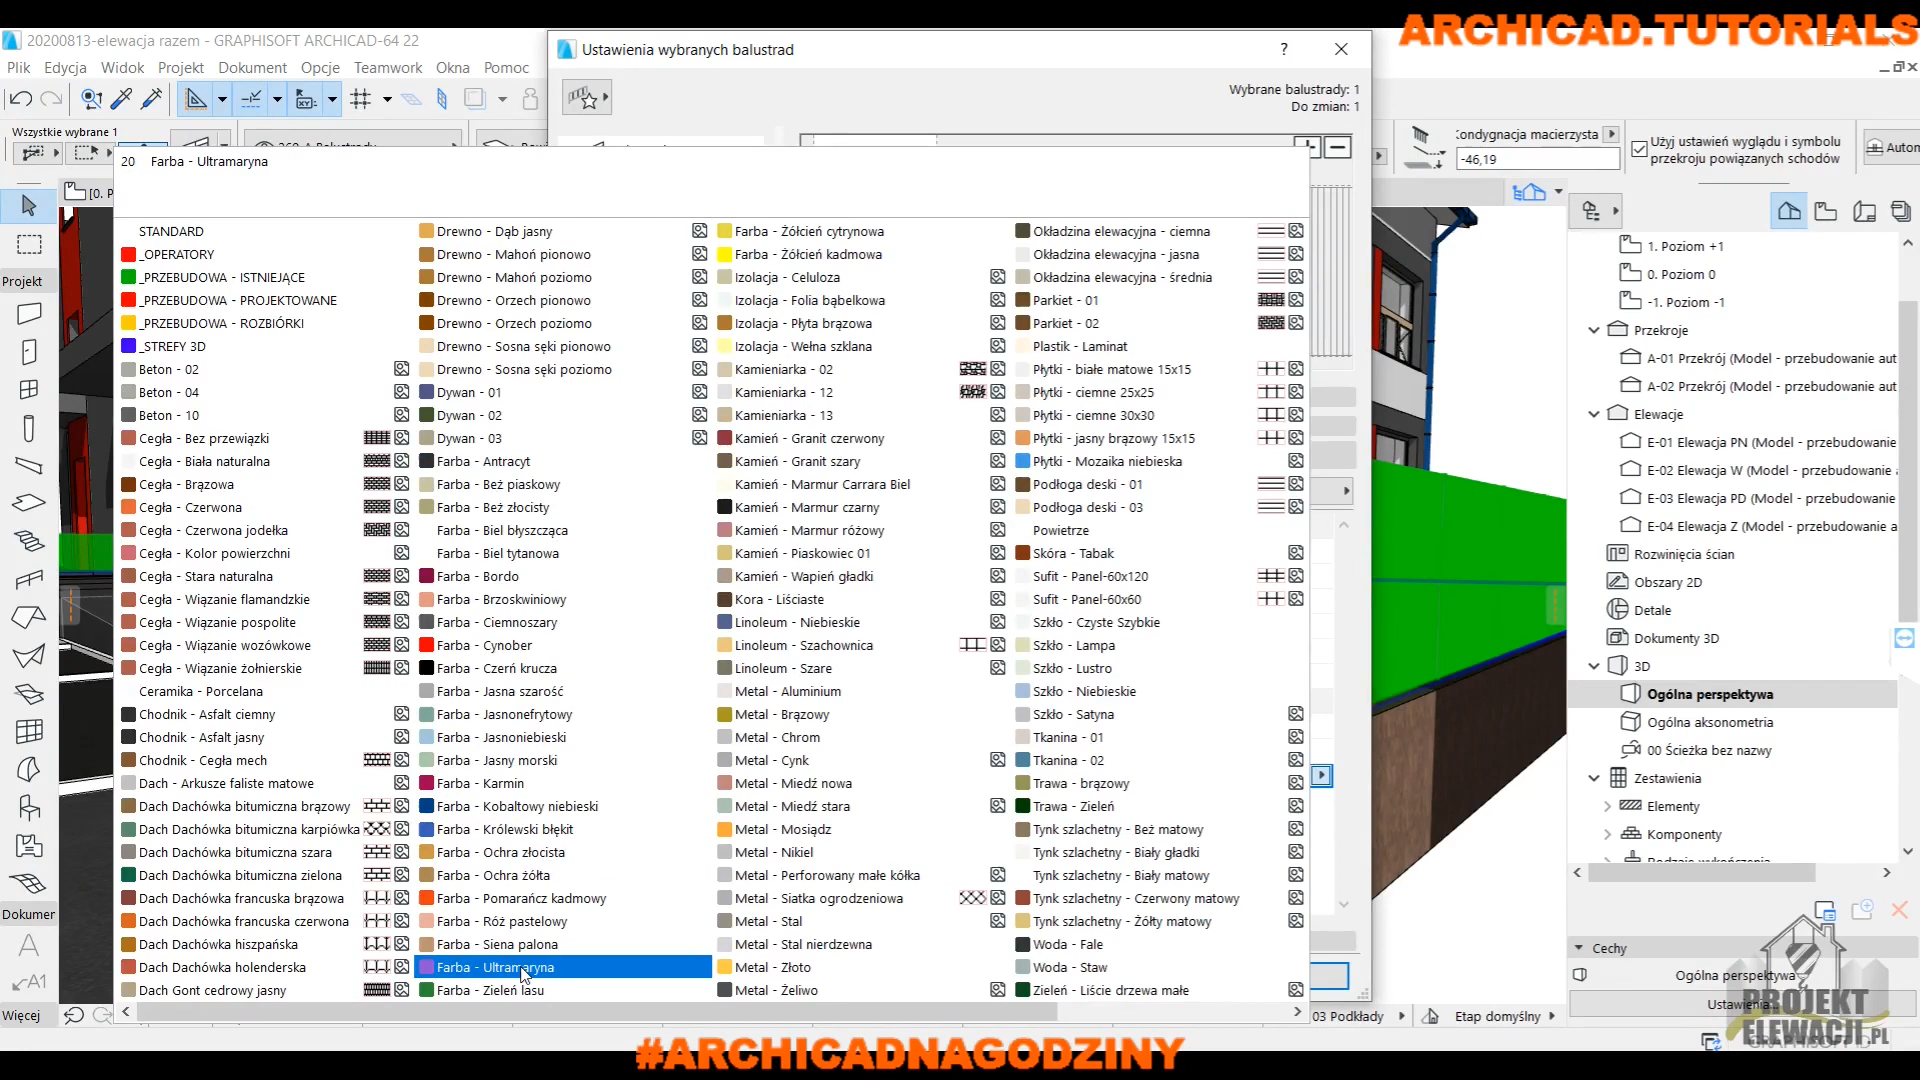 ARCHICAD.TUTORIALS
20200813-elewacja razem - GRAPHISOFT ARCHICAD-64 22
Ustawienia wybranych balustrad
Plik Edycja Widok Projekt Dokument Opcje Teamwork Okna Pomoc
Wybrane balustrady: 1
Do zmian: 1
Wszystkie wybrane 1
ondygnacja macierzysta
-46,19
Użyj ustawień wyglądu i symbolu
przekroju powiązanych schodów
Autom
20 Farba - Ultramaryna
[0. P
Projekt
Dokumer
Więcej
STANDARD
_OPERATORY
_PRZEBUDOWA - ISTNIEJĄCE
_PRZEBUDOWA - PROJEKTOWANE
_PRZEBUDOWA - ROZBIÓRKI
_STREFY 3D
Beton - 02
Beton - 04
Beton - 10
Cegła - Bez przewiązki
Cegła - Biała naturalna
Cegła - Brązowa
Cegła - Czerwona
Cegła - Czerwona jodełka
Cegła - Kolor powierzchni
Cegła - Stara naturalna
Cegła - Wiązanie flamandzkie
Cegła - Wiązanie pospolite
Cegła - Wiązanie wozówkowe
Cegła - Wiązanie żołnierskie
Ceramika - Porcelana
Chodnik - Asfalt ciemny
Chodnik - Asfalt jasny
Chodnik - Cegła mech
Dach - Arkusze faliste matowe
Dach Dachówka bitumiczna brązowy
Dach Dachówka bitumiczna karpiówka
Dach Dachówka bitumiczna szara
Dach Dachówka bitumiczna zielona
Dach Dachówka francuska brązowa
Dach Dachówka francuska czerwona
Dach Dachówka hiszpańska
Dach Dachówka holenderska
Dach Gont cedrowy jasny
Drewno - Dąb jasny
Drewno - Mahoń pionowo
Drewno - Mahoń poziomo
Drewno - Orzech pionowo
Drewno - Orzech poziomo
Drewno - Sosna sęki pionowo
Drewno - Sosna sęki poziomo
Dywan - 01
Dywan - 02
Dywan - 03
Farba - Antracyt
Farba - Beż piaskowy
Farba - Beż złocisty
Farba - Biel błyszcząca
Farba - Biel tytanowa
Farba - Bordo
Farba - Brzoskwiniowy
Farba - Ciemnoszary
Farba - Cynober
Farba - Czerń krucza
Farba - Jasna szarość
Farba - Jasnonefrytowy
Farba - Jasnoniebieski
Farba - Jasny morski
Farba - Karmin
Farba - Kobaltowy niebieski
Farba - Królewski błękit
Farba - Ochra złocista
Farba - Ochra żółta
Farba - Pomarańcz kadmowy
Farba - Róż pastelowy
Farba - Siena palona
Farba - Ultramaryna
Farba - Zieleń lasu
Farba - Żółcień cytrynowa
Farba - Żółcień kadmowa
Izolacja - Celuloza
Izolacja - Folia bąbelkowa
Izolacja - Płyta brązowa
Izolacja - Wełna szklana
Kamieniarka - 02
Kamieniarka - 12
Kamieniarka - 13
Kamień - Granit czerwony
Kamień - Granit szary
Kamień - Marmur Carrara Biel
Kamień - Marmur czarny
Kamień - Marmur różowy
Kamień - Piaskowiec 01
Kamień - Wapień gładki
Kora - Liściaste
Linoleum - Niebieskie
Linoleum - Szachownica
Linoleum - Szare
Metal - Aluminium
Metal - Brązowy
Metal - Chrom
Metal - Cynk
Metal - Miedź nowa
Metal - Miedź stara
Metal - Mosiądz
Metal - Nikiel
Metal - Perforowany małe kółka
Metal - Siatka ogrodzeniowa
Metal - Stal
Metal - Stal nierdzewna
Metal - Złoto
Metal - Żeliwo
Okładzina elewacyjna - ciemna
Okładzina elewacyjna - jasna
Okładzina elewacyjna - średnia
Parkiet - 01
Parkiet - 02
Plastik - Laminat
Płytki - białe matowe 15x15
Płytki - ciemne 25x25
Płytki - ciemne 30x30
Płytki - jasny brązowy 15x15
Płytki - Mozaika niebieska
Podłoga deski - 01
Podłoga deski - 03
Powietrze
Skóra - Tabak
Sufit - Panel-60x120
Sufit - Panel-60x60
Szkło - Czyste Szybkie
Szkło - Lampa
Szkło - Lustro
Szkło - Niebieskie
Szkło - Satyna
Tkanina - 01
Tkanina - 02
Trawa - brązowy
Trawa - Zieleń
Tynk szlachetny - Beż matowy
Tynk szlachetny - Biały gładki
Tynk szlachetny - Biały matowy
Tynk szlachetny - Czerwony matowy
Tynk szlachetny - Żółty matowy
Woda - Fale
Woda - Staw
Zieleń - Liście drzewa małe
1. Poziom +1
0. Poziom 0
-1. Poziom -1
Przekroje
A-01 Przekrój (Model - przebudowanie aut
A-02 Przekrój (Model - przebudowanie aut
Elewacje
E-01 Elewacja PN (Model - przebudowanie
E-02 Elewacja W (Model - przebudowanie
E-03 Elewacja PD (Model - przebudowanie
E-04 Elewacja Z (Model - przebudowanie a
Rozwinięcia ścian
Obszary 2D
Detale
Dokumenty 3D
3D
Ogólna perspektywa
Ogólna aksonometria
00 Ścieżka bez nazwy
Zestawienia
Elementy
Komponenty
Cechy
Ogólna perspektywa
Ustawienia...
03 Podkłady
Etap domyślny
PROJEKT
ELEWACJI.PL
#ARCHICADNAGODZINY